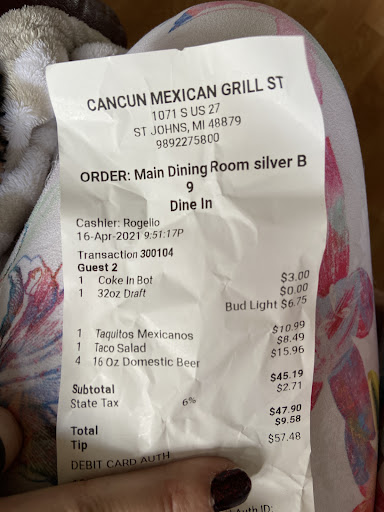 CANCUN MEXICAN GRILL ST
1071 S US 27
ST JOHNS, MI 48879
9892275800
ORDER: Main Dining Room silver B
9
Dine In
Cashier: Rogelio
16-Apr-2021 9:51:17P
Transaction 300104
Guest 2
1 Coke In Bot $3.00
1 32oz Draft $0.00
Bud Light $6.75
1 Taquitos Mexicanos $10.99
1 Taco Salad $8.49
4 16 Oz Domestic Beer $15.96
Subtotal $45.19
State Tax 6% $2.71
Total $47.90
Tip $9.58
$57.48
DEBIT CARD AUTH
Auth ID: